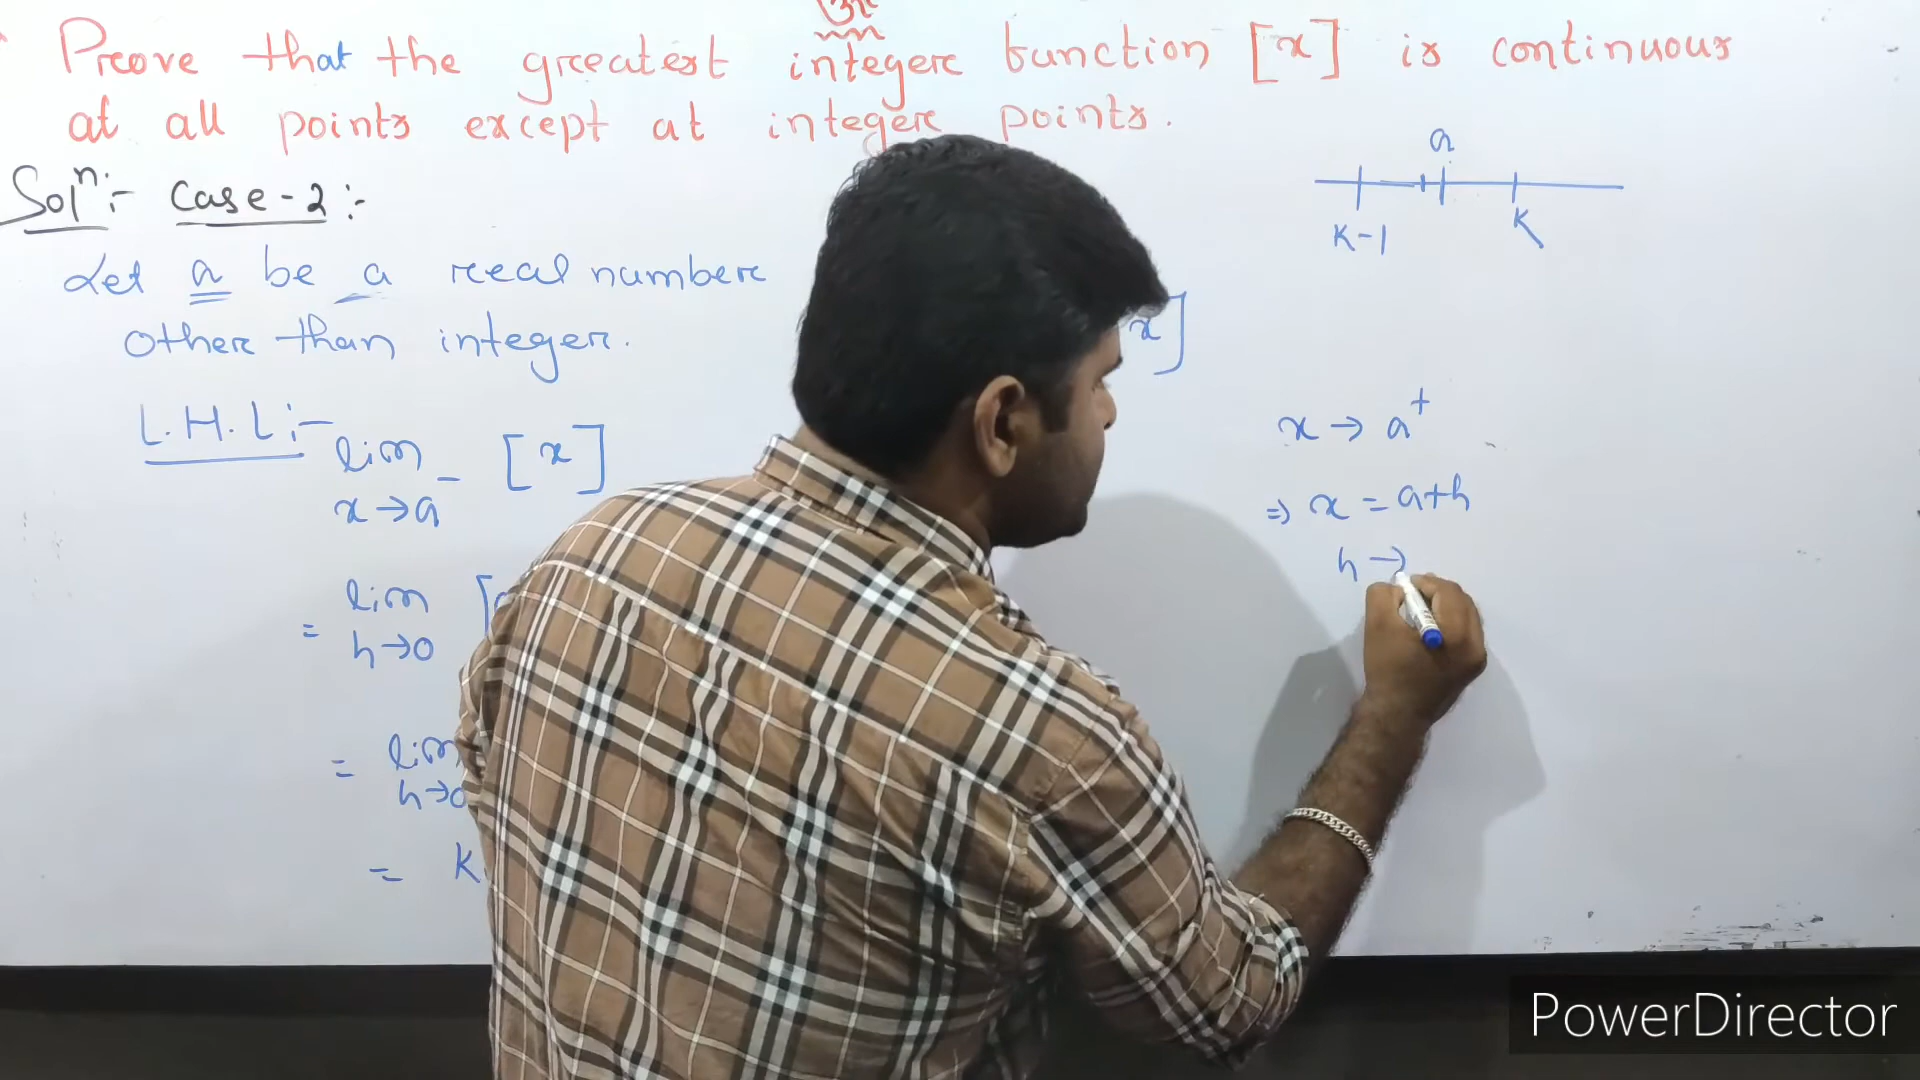 Prove that the greatest integer function [x] is continuous
at all points except at integer points.
Solⁿ:- Case-2:-
a
K-1 K
Let a be a real number
other than integer.
x]
L.H.L:-
lim [x]
x→a⁻
x→a⁺
⇒ x = a+h
h→
= lim [
h→0
= lim
h→0
= K
PowerDirector